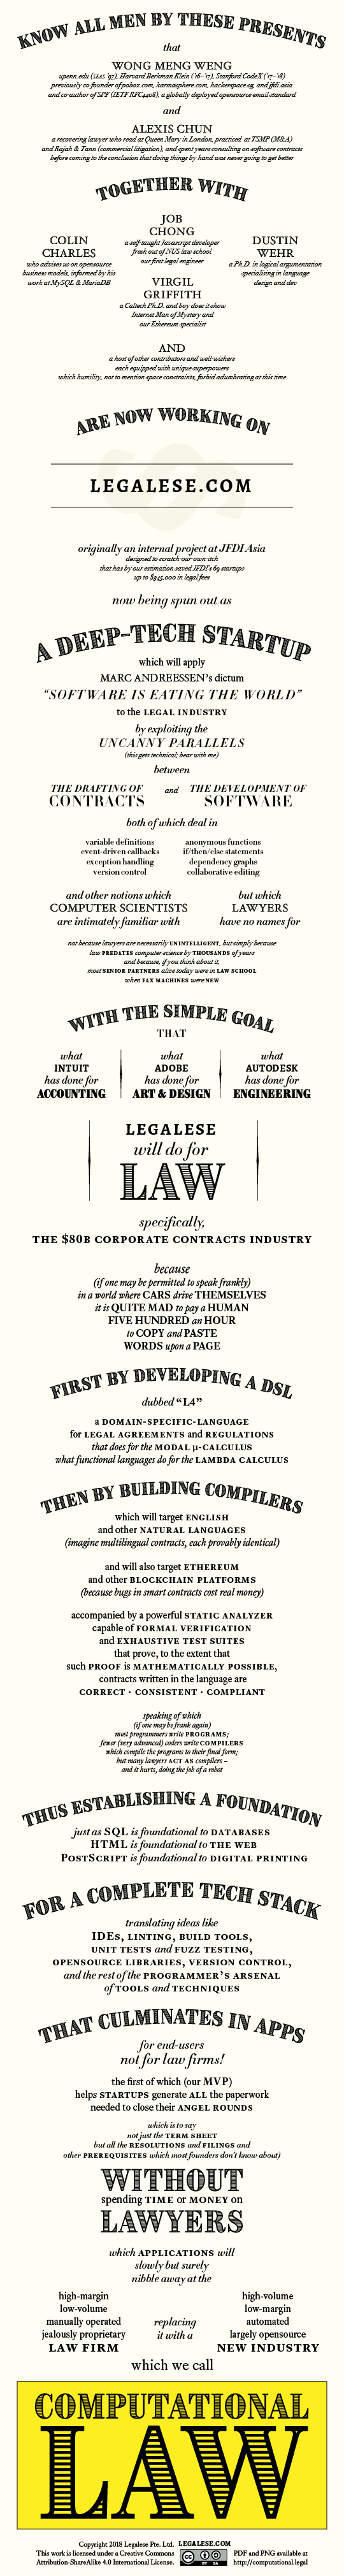 KNOW ALL MEN BY THESE PRESENTS
that
WONG MENG WENG
upenn.edu (SEAS '97), Harvard Berkman Klein ('16–'17), Stanford CodeX ('17–'18)
previously co-founder of pobox.com, karmasphere.com, hackerspace.sg, and jfdi.asia
and co-author of SPF (IETF RFC4408), a globally deployed opensource email standard
and
ALEXIS CHUN
a recovering lawyer who read at Queen Mary in London, practiced at TSMP (M&A)
and Rajah & Tann (commercial litigation), and spent years consulting on software contracts
before coming to the conclusion that doing things by hand was never going to get better
TOGETHER WITH
COLIN
CHARLES
who advises us on opensource
business models, informed by his
work at MySQL & MariaDB
JOB
CHONG
a self-taught Javascript developer
fresh out of NUS law school
our first legal engineer
VIRGIL
GRIFFITH
a Caltech Ph.D. and boy does it show
Internet Man of Mystery and
our Ethereum specialist
DUSTIN
WEHR
a Ph.D. in logical argumentation
specialising in language
design and dev
AND
a host of other contributors and well-wishers
each equipped with unique superpowers
which humility, not to mention space constraints, forbid adumbrating at this time
ARE NOW WORKING ON
LEGALESE.COM
originally an internal project at JFDI Asia
designed to scratch our own itch
that has by our estimation saved JFDI's 69 startups
up to $345,000 in legal fees
now being spun out as
A DEEP-TECH STARTUP
which will apply
MARC ANDREESSEN's dictum
“SOFTWARE IS EATING THE WORLD”
to the LEGAL INDUSTRY
by exploiting the
UNCANNY PARALLELS
(this gets technical; bear with me)
between
THE DRAFTING OF
CONTRACTS
and
THE DEVELOPMENT OF
SOFTWARE
both of which deal in
variable definitions
event-driven callbacks
exception handling
version control
anonymous functions
if/then/else statements
dependency graphs
collaborative editing
and other notions which
COMPUTER SCIENTISTS
are intimately familiar with
but which
LAWYERS
have no names for
not because lawyers are necessarily UNINTELLIGENT, but simply because
law PREDATES computer science by THOUSANDS of years
and because, if you think about it,
most SENIOR PARTNERS alive today were in LAW SCHOOL
when FAX MACHINES were NEW
WITH THE SIMPLE GOAL
THAT
what
INTUIT
has done for
ACCOUNTING
what
ADOBE
has done for
ART & DESIGN
what
AUTODESK
has done for
ENGINEERING
LEGALESE
will do for
LAW
specifically,
THE $80B CORPORATE CONTRACTS INDUSTRY
because
(if one may be permitted to speak frankly)
in a world where CARS drive THEMSELVES
it is QUITE MAD to pay a HUMAN
FIVE HUNDRED an HOUR
to COPY and PASTE
WORDS upon a PAGE
FIRST BY DEVELOPING A DSL
dubbed “L4”
a DOMAIN-SPECIFIC-LANGUAGE
for LEGAL AGREEMENTS and REGULATIONS
that does for the MODAL μ-CALCULUS
what functional languages do for the LAMBDA CALCULUS
THEN BY BUILDING COMPILERS
which will target ENGLISH
and other NATURAL LANGUAGES
(imagine multilingual contracts, each provably identical)
and will also target ETHEREUM
and other BLOCKCHAIN PLATFORMS
(because bugs in smart contracts cost real money)
accompanied by a powerful STATIC ANALYZER
capable of FORMAL VERIFICATION
and EXHAUSTIVE TEST SUITES
that prove, to the extent that
such PROOF is MATHEMATICALLY POSSIBLE,
contracts written in the language are
CORRECT · CONSISTENT · COMPLIANT
speaking of which
(if one may be frank again)
most programmers write PROGRAMS;
fewer (very advanced) coders write COMPILERS
which compile the programs to their final form;
but many lawyers ACT AS compilers –
and it hurts, doing the job of a robot
THUS ESTABLISHING A FOUNDATION
just as SQL is foundational to DATABASES
HTML is foundational to THE WEB
POSTSCRIPT is foundational to DIGITAL PRINTING
FOR A COMPLETE TECH STACK
translating ideas like
IDES, LINTING, BUILD TOOLS,
UNIT TESTS and FUZZ TESTING,
OPENSOURCE LIBRARIES, VERSION CONTROL,
and the rest of the PROGRAMMER'S ARSENAL
of TOOLS and TECHNIQUES
THAT CULMINATES IN APPS
for end-users
not for law firms!
the first of which (our MVP)
helps STARTUPS generate ALL the paperwork
needed to close their ANGEL ROUNDS
which is to say
not just the TERM SHEET
but all the RESOLUTIONS and FILINGS and
other PREREQUISITES which most founders don't know about)
WITHOUT
spending TIME or MONEY on
LAWYERS
which APPLICATIONS will
slowly but surely
nibble away at the
high-margin
low-volume
manually operated
jealously proprietary
LAW FIRM
replacing
it with a
high-volume
low-margin
automated
largely opensource
NEW INDUSTRY
which we call
COMPUTATIONAL
LAW
Copyright 2018 Legalese Pte. Ltd. LEGALESE.COM
This work is licensed under a Creative Commons
Attribution-ShareAlike 4.0 International License.
CC BY SA
PDF and PNG available at
http://computational.legal